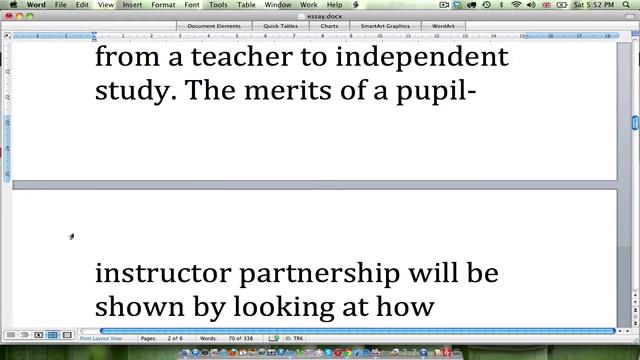 Word File Edit View Insert Format Font Tools Table Window Work Help Sat 5:52 PM
essay.docx
Document Elements Quick Tables Charts SmartArt Graphics WordArt
from a teacher to independent
study. The merits of a pupil-
instructor partnership will be
shown by looking at how
Print Layout View Pages: 2 of 6 Words: 70 of 338 TRK